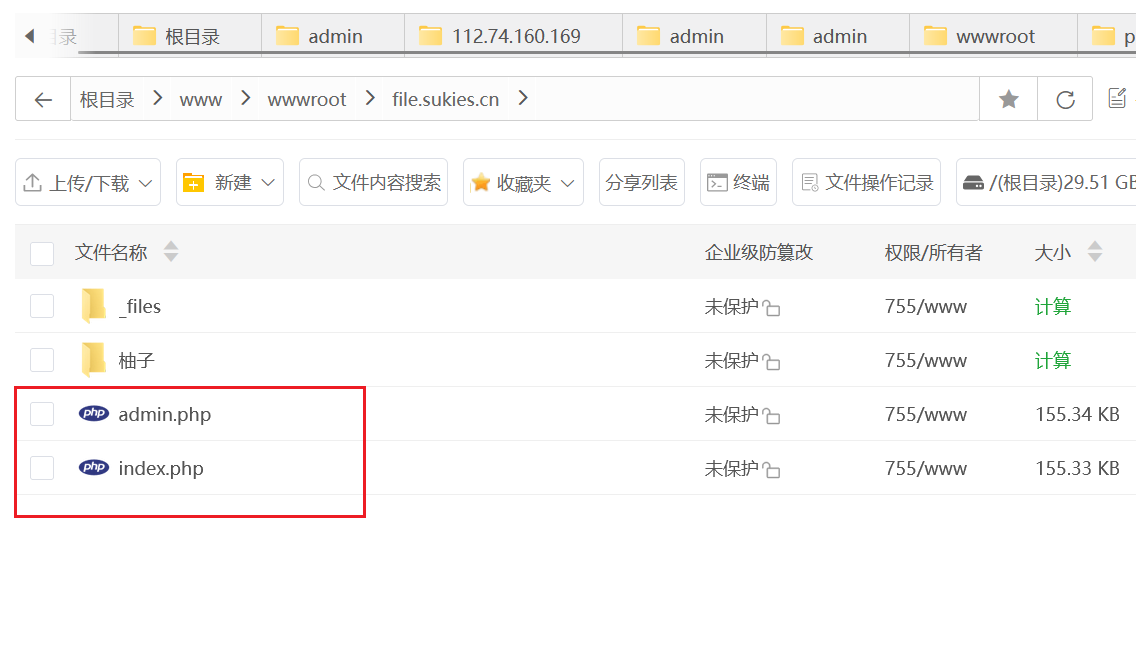 目录 根目录 admin 112.74.160.169 admin admin wwwroot p
根目录 www wwwroot file.sukies.cn
上传/下载 新建 文件内容搜索 收藏夹 分享列表 终端 文件操作记录 /(根目录)29.51 GB
文件名称 企业级防篡改 权限/所有者 大小
_files 未保护 755/www 计算
柚子 未保护 755/www 计算
php admin.php 未保护 755/www 155.34 KB
php index.php 未保护 755/www 155.33 KB